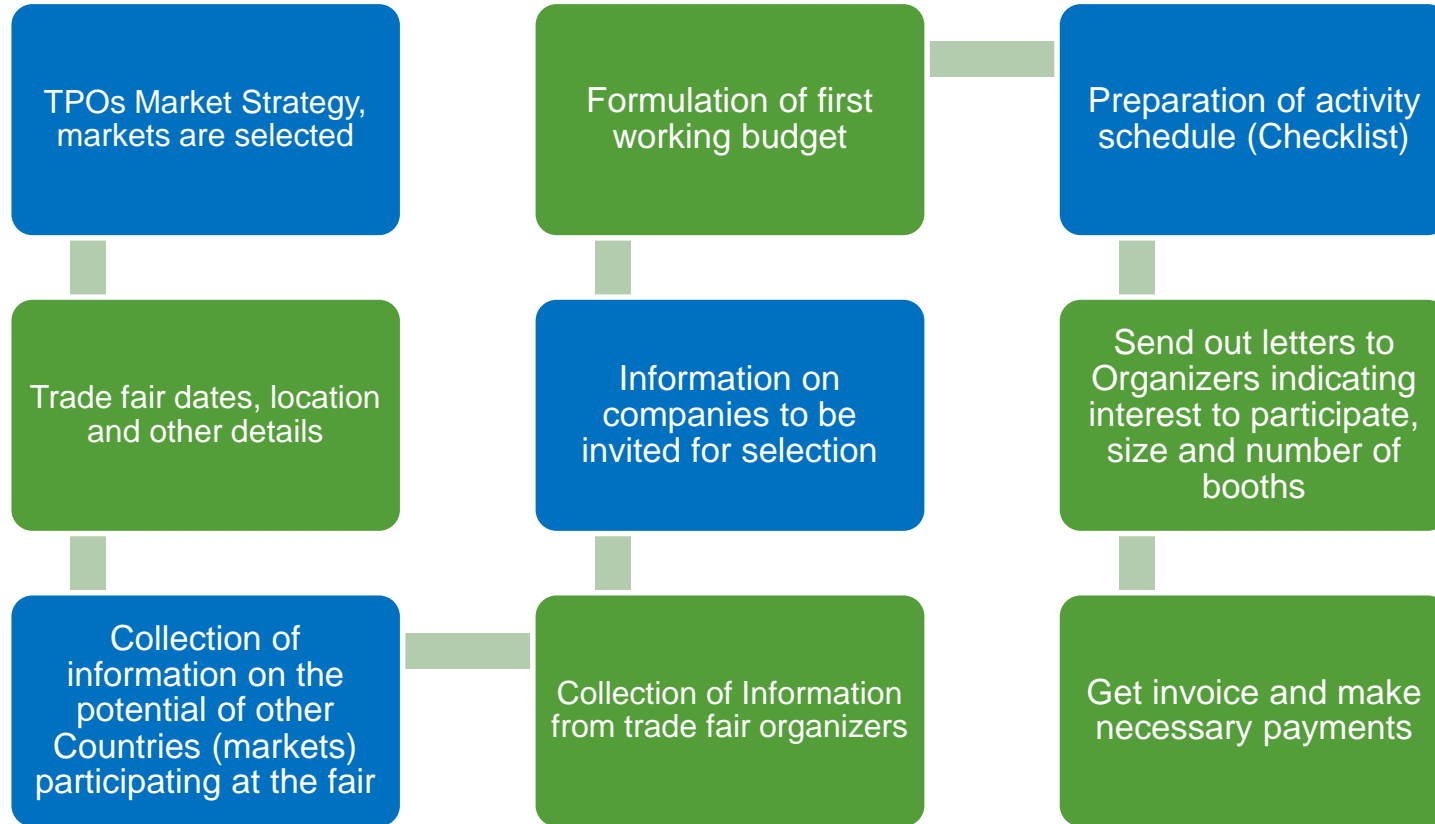 TPOs Market Strategy,
markets are selected
Trade fair dates, location
and other details
Collection of
information on the
potential of other
Countries (markets)
participating at the fair
Collection of Information
from trade fair organizers
Information on
companies to be
invited for selection
Formulation of first
working budget
Preparation of activity
schedule (Checklist)
Send out letters to
Organizers indicating
interest to participate,
size and number of
booths
Get invoice and make
necessary payments